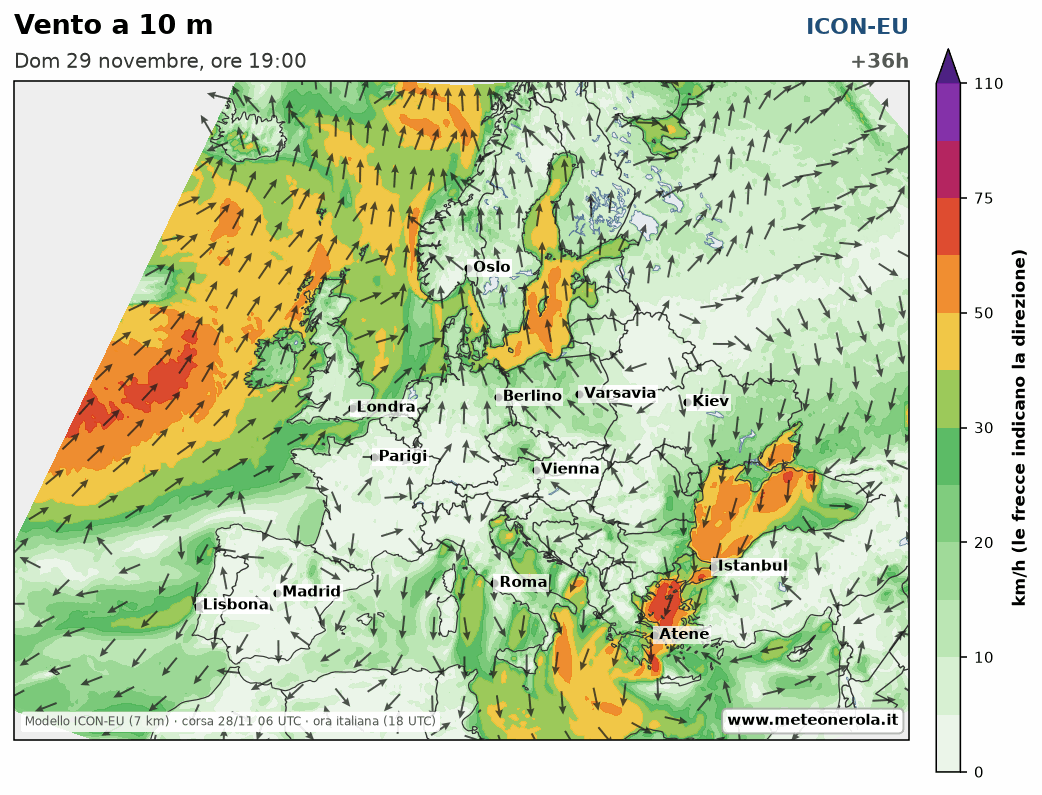 Vento a 10 m
ICON-EU
Dom 29 novembre, ore 19:00
+36h
110
75
50
30
20
10
0
km/h (le frecce indicano la direzione)
Oslo
Berlino
Varsavia
Kiev
Londra
Parigi
Vienna
Istanbul
Roma
Madrid
Lisbona
Atene
Modello ICON-EU (7 km) · corsa 28/11 06 UTC · ora italiana (18 UTC)
www.meteonerola.it